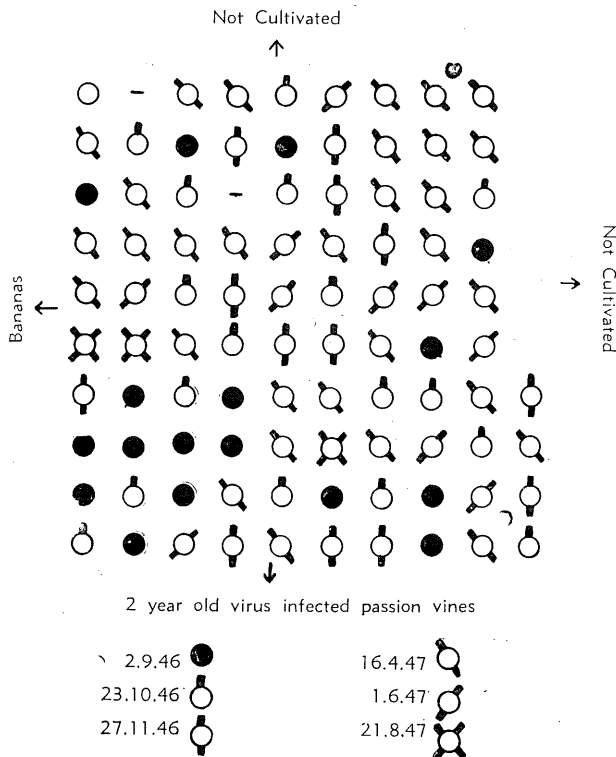 Not Cultivated
Bananas
Not Cultivated
2 year old virus infected passion vines
2.9.46
23.10.46
27.11.46
16.4.47
1.6.47
21.8.47